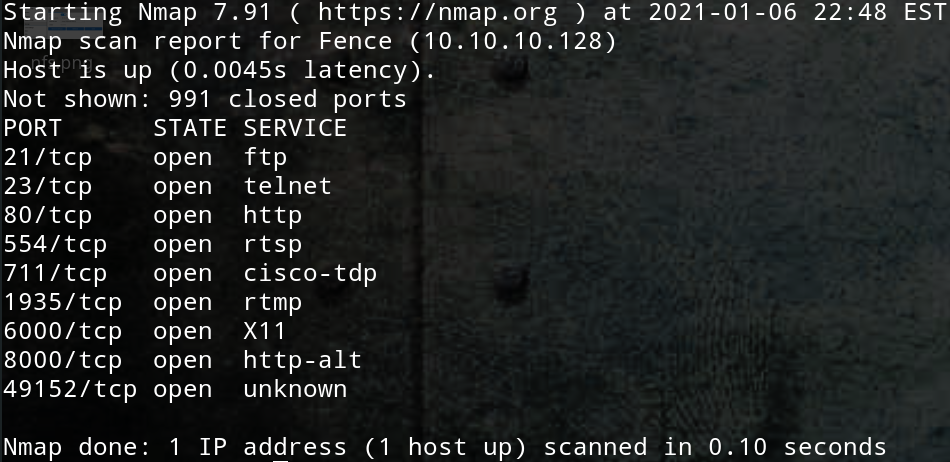 Starting Nmap 7.91 ( https://nmap.org ) at 2021-01-06 22:48 EST
Nmap scan report for Fence (10.10.10.128)
Host is up (0.0045s latency).
Not shown: 991 closed ports
PORT      STATE SERVICE
21/tcp    open  ftp
23/tcp    open  telnet
80/tcp    open  http
554/tcp   open  rtsp
711/tcp   open  cisco-tdp
1935/tcp  open  rtmp
6000/tcp  open  X11
8000/tcp  open  http-alt
49152/tcp open  unknown
Nmap done: 1 IP address (1 host up) scanned in 0.10 seconds